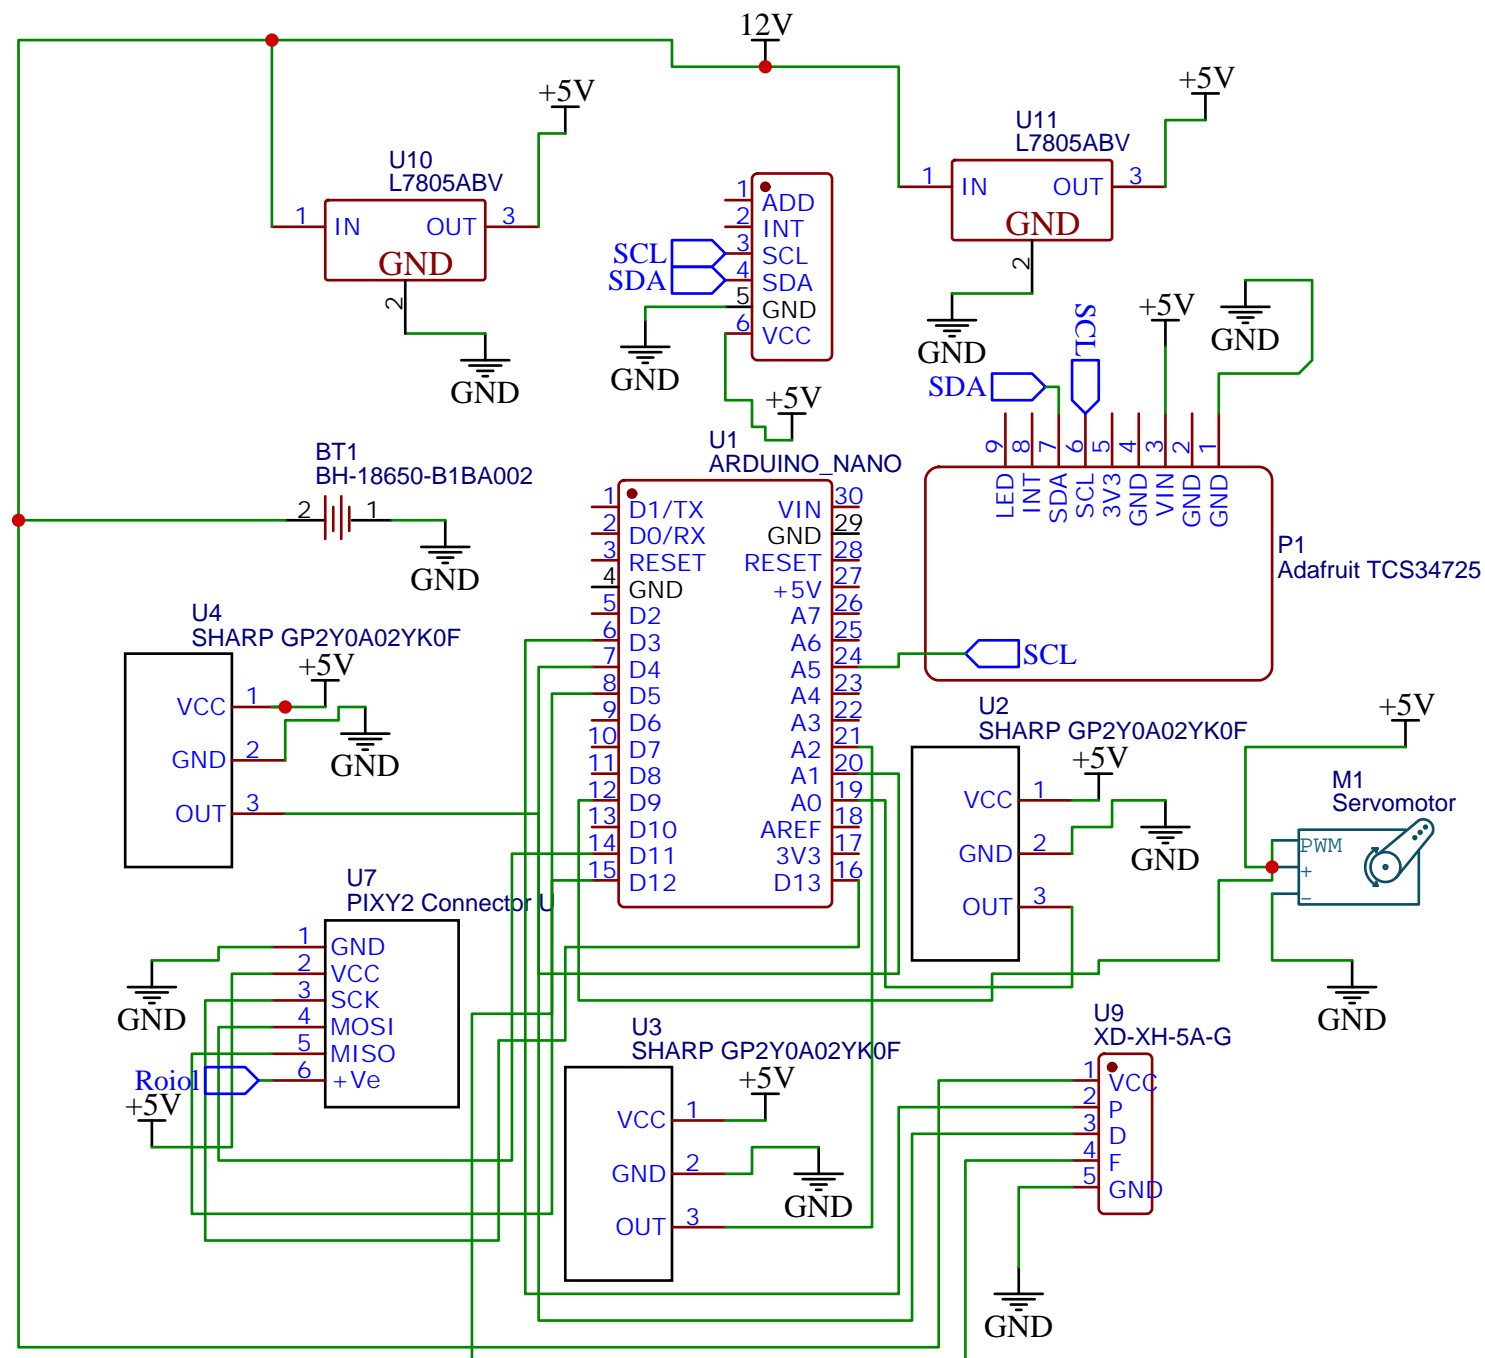 12V
+5V
U10
L7805ABV
1
IN
OUT
3
GND
2
GND
+5V
U11
L7805ABV
1
IN
OUT
3
GND
2
GND
1
ADD
2
INT
SCL
3
SCL
SDA
4
SDA
5
GND
6
VCC
GND
+5V
SDA
SCL
+5V
GND
9
8
7
6
5
4
3
2
1
LED
INT
SDA
SCL
3V3
GND
VIN
GND
GND
P1
Adafruit TCS34725
SCL
BT1
BH-18650-B1BA002
2
1
GND
U1
ARDUINO_NANO
1
D1/TX
2
D0/RX
3
RESET
4
GND
5
D2
6
D3
7
D4
8
D5
9
D6
10
D7
11
D8
12
D9
13
D10
14
D11
15
D12
VIN
30
GND
29
RESET
28
+5V
27
A7
26
A6
25
A5
24
A4
23
A3
22
A2
21
A1
20
A0
19
AREF
18
3V3
17
D13
16
U4
SHARP GP2Y0A02YK0F
+5V
VCC
1
GND
2
OUT
3
GND
U2
SHARP GP2Y0A02YK0F
+5V
VCC
1
GND
2
OUT
3
GND
+5V
M1
Servomotor
PWM
+
-
GND
U7
PIXY2 Connector U
1
GND
2
VCC
3
SCK
4
MOSI
5
MISO
6
+Ve
GND
Roiol
+5V
U3
SHARP GP2Y0A02YK0F
+5V
VCC
1
GND
2
OUT
3
GND
U9
XD-XH-5A-G
1
VCC
2
P
3
D
4
F
5
GND
GND